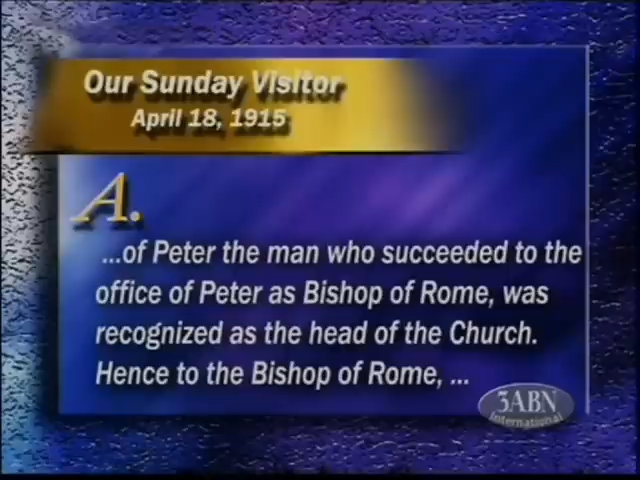 Our Sunday Visitor
April 18, 1915
A.
...of Peter the man who succeeded to the
office of Peter as Bishop of Rome, was
recognized as the head of the Church.
Hence to the Bishop of Rome, ...
3ABN
International